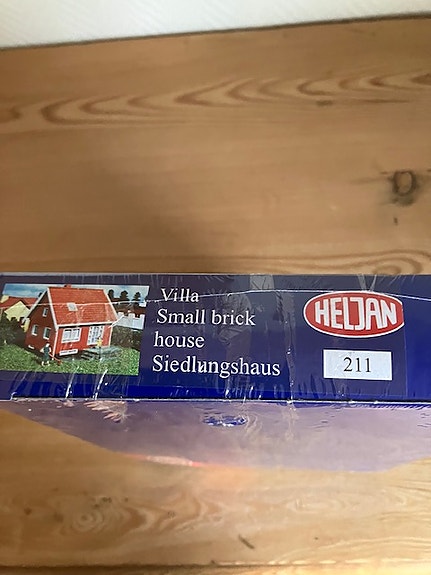 Villa
Small brick
house
Siedlungshaus
HELJAN
211